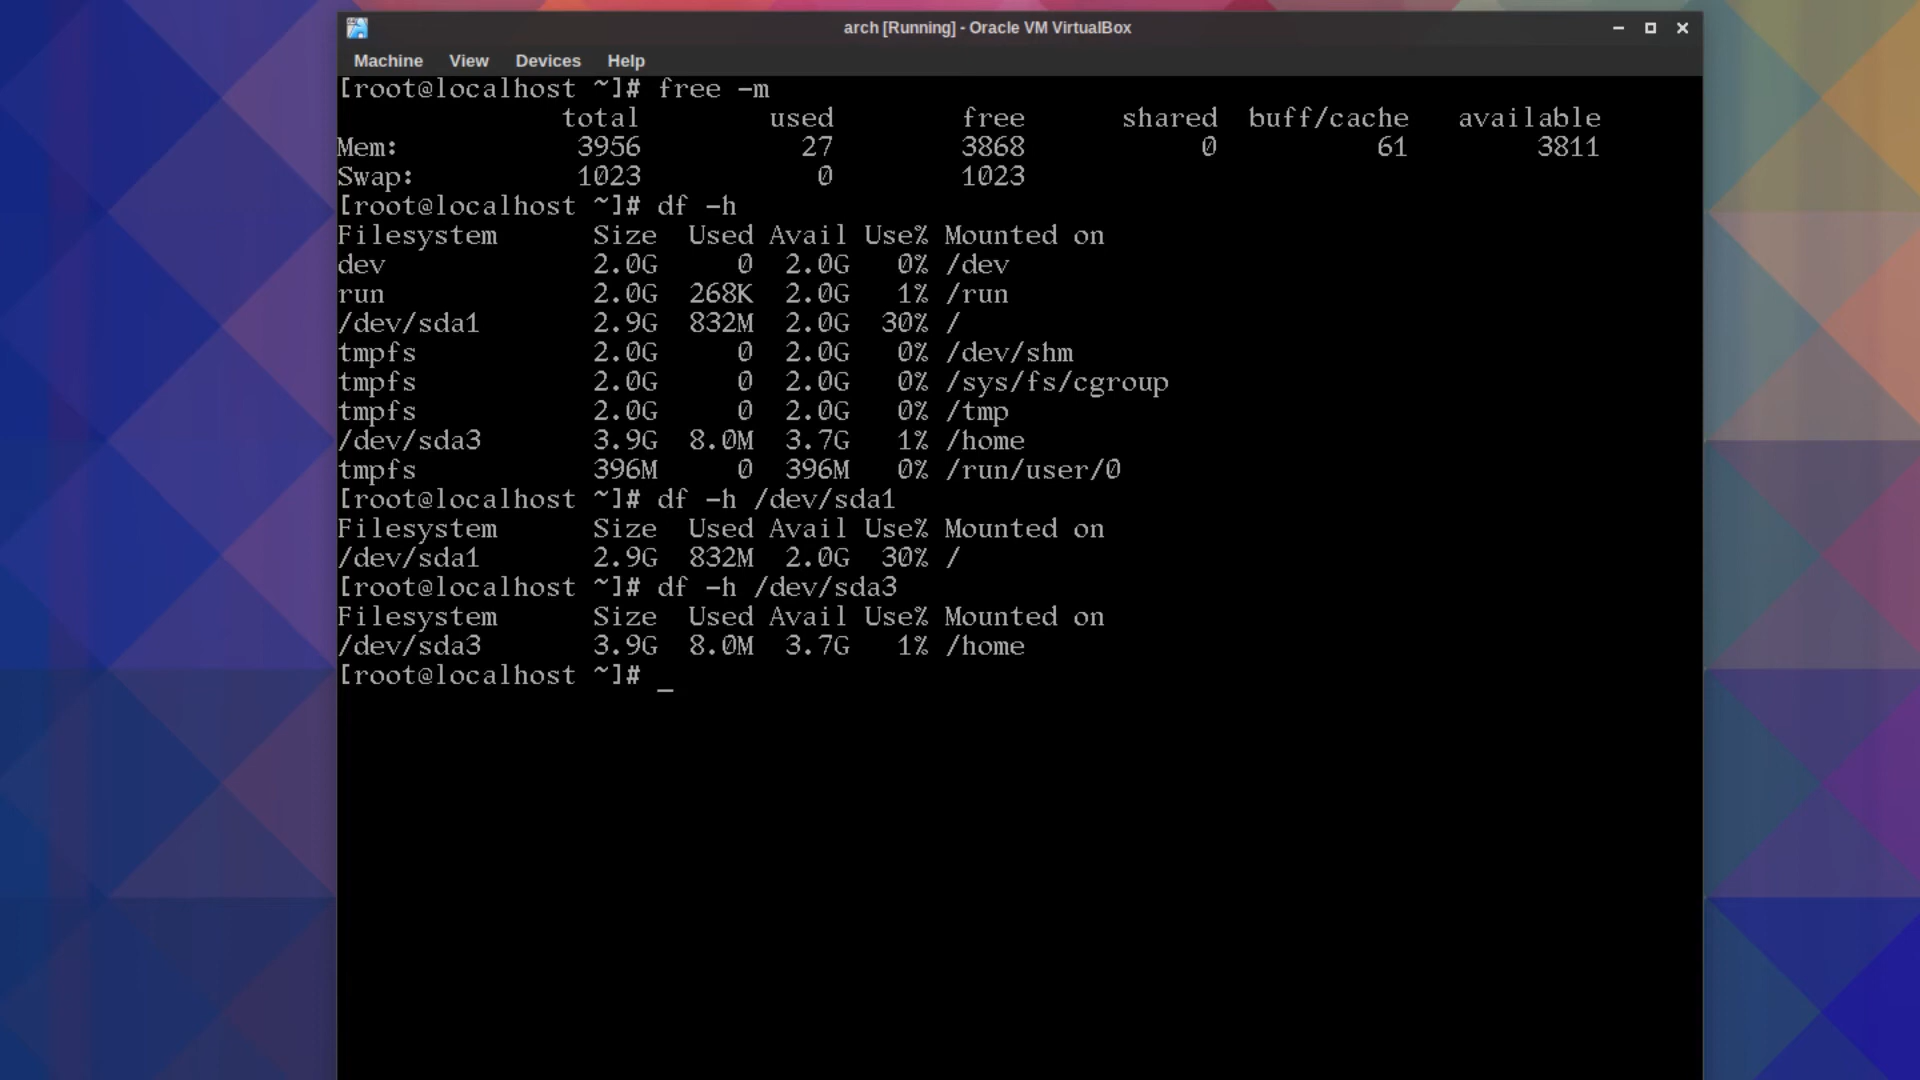 arch [Running] - Oracle VM VirtualBox
Machine View Devices Help
[root@localhost ~]# free -m
total used free shared buff/cache available
Mem: 3956 27 3868 0 61 3811
Swap: 1023 0 1023
[root@localhost ~]# df -h
Filesystem Size Used Avail Use% Mounted on
dev 2.0G 0 2.0G 0% /dev
run 2.0G 268K 2.0G 1% /run
/dev/sda1 2.9G 832M 2.0G 30% /
tmpfs 2.0G 0 2.0G 0% /dev/shm
tmpfs 2.0G 0 2.0G 0% /sys/fs/cgroup
tmpfs 2.0G 0 2.0G 0% /tmp
/dev/sda3 3.9G 8.0M 3.7G 1% /home
tmpfs 396M 0 396M 0% /run/user/0
[root@localhost ~]# df -h /dev/sda1
Filesystem Size Used Avail Use% Mounted on
/dev/sda1 2.9G 832M 2.0G 30% /
[root@localhost ~]# df -h /dev/sda3
Filesystem Size Used Avail Use% Mounted on
/dev/sda3 3.9G 8.0M 3.7G 1% /home
[root@localhost ~]# _